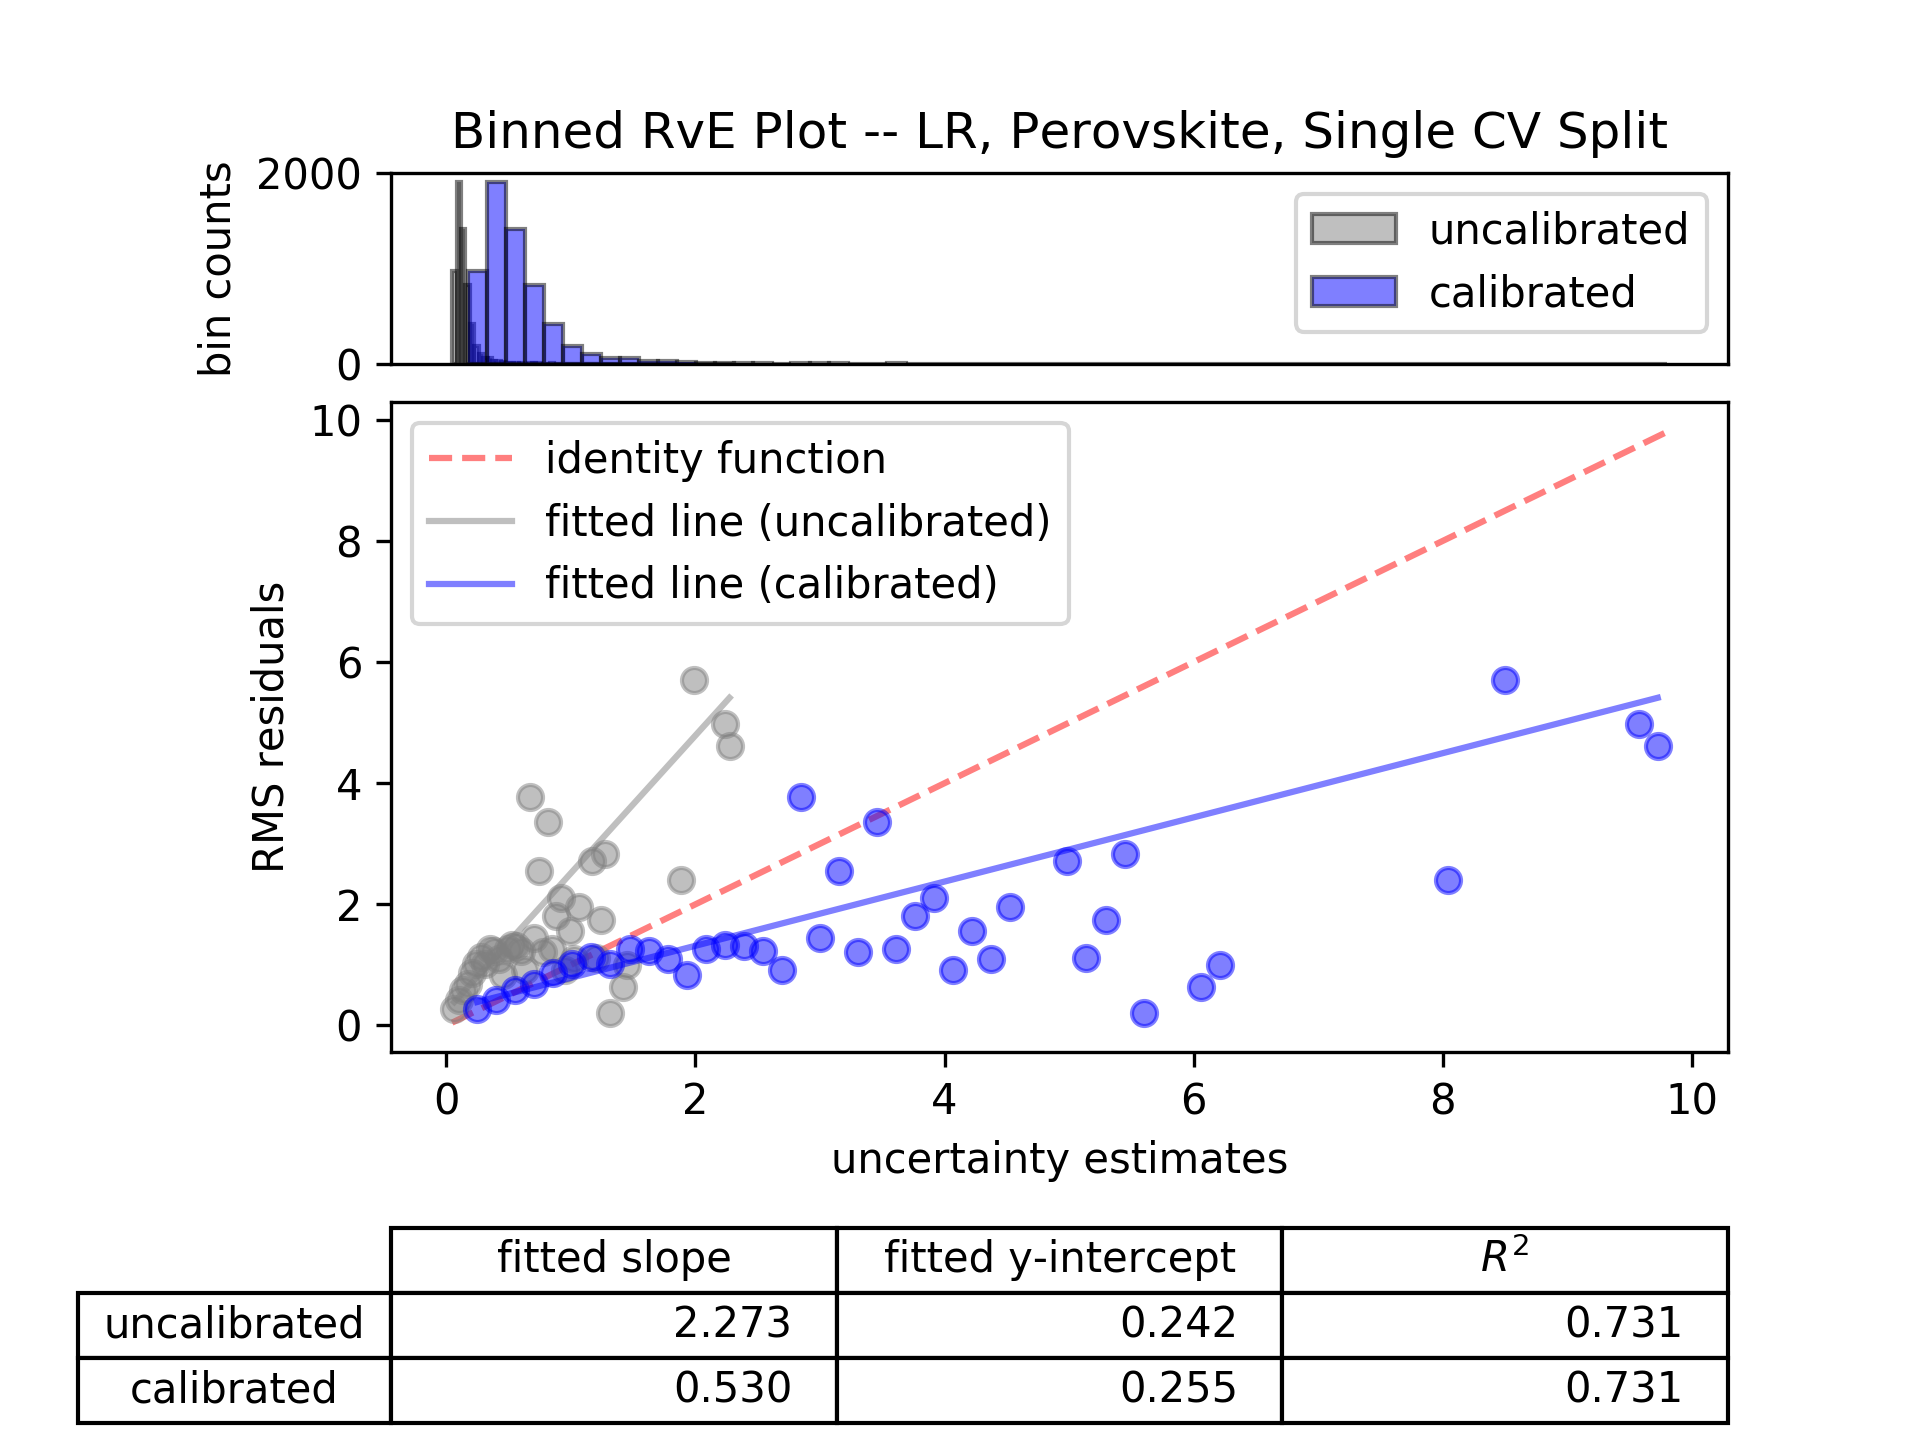 Binned RvE Plot -- LR, Perovskite, Single CV Split
bin counts
2000
0
uncalibrated
calibrated
RMS residuals
10
8
6
4
2
0
identity function
fitted line (uncalibrated)
fitted line (calibrated)
0 2 4 6 8 10
uncertainty estimates
fitted slope fitted y-intercept R²
uncalibrated 2.273 0.242 0.731
calibrated 0.530 0.255 0.731